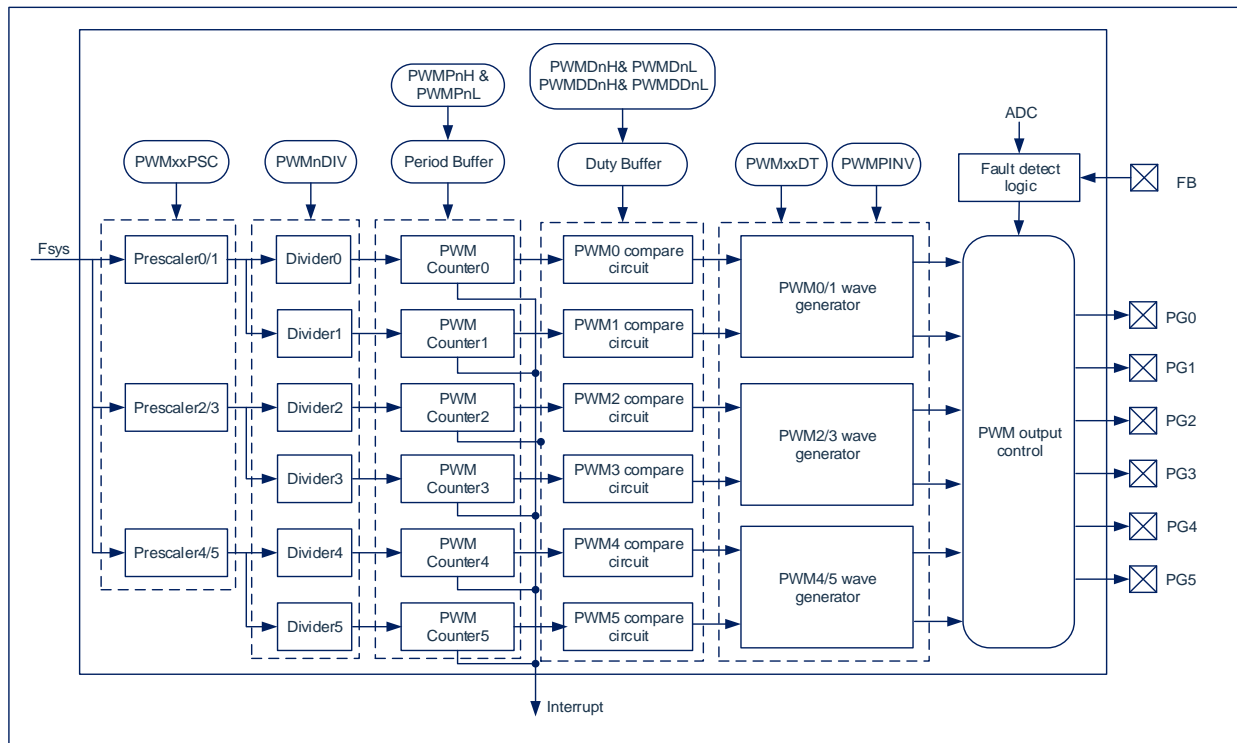 PWMPnH &
PWMPnL
PWMDnH& PWMDnL
PWMDDnH& PWMDDnL
ADC
PWMxxPSC
PWMnDIV
Period Buffer
Duty Buffer
PWMxxDT
PWMPINV
Fault detect
logic
FB
Fsys
Prescaler0/1
Divider0
PWM
Counter0
PWM0 compare
circuit
PWM0/1 wave
generator
Divider1
PWM
Counter1
PWM1 compare
circuit
Prescaler2/3
Divider2
PWM
Counter2
PWM2 compare
circuit
PWM2/3 wave
generator
Divider3
PWM
Counter3
PWM3 compare
circuit
Prescaler4/5
Divider4
PWM
Counter4
PWM4 compare
circuit
PWM4/5 wave
generator
Divider5
PWM
Counter5
PWM5 compare
circuit
PWM output
control
PG0
PG1
PG2
PG3
PG4
PG5
Interrupt